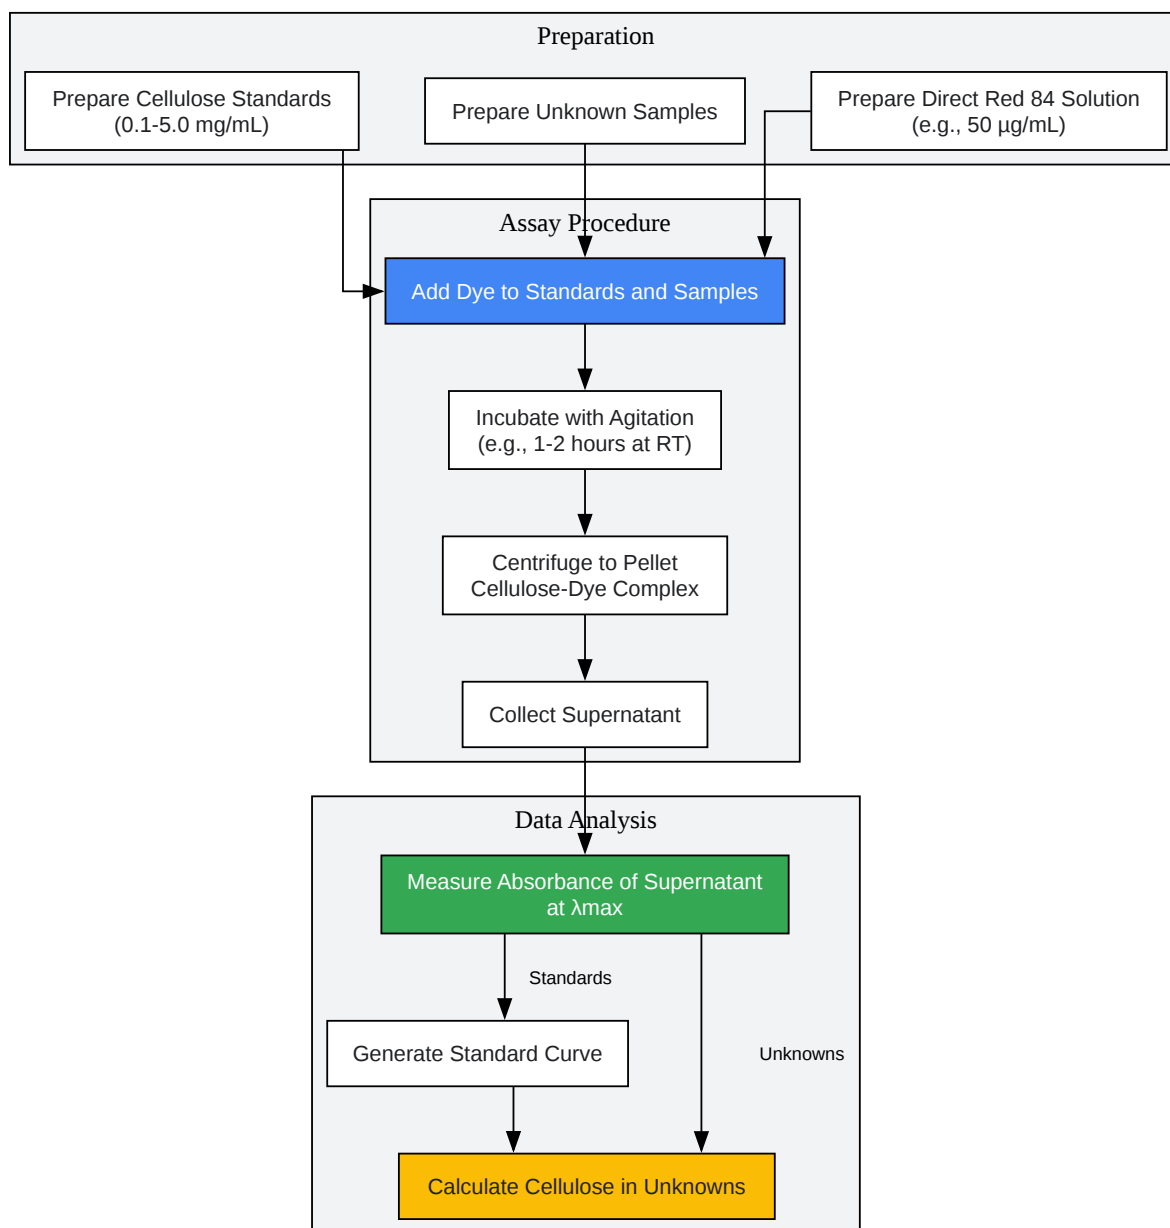 Preparation
Prepare Cellulose Standards
(0.1-5.0 mg/mL)
Prepare Unknown Samples
Prepare Direct Red 84 Solution
(e.g., 50 µg/mL)
Assay Procedure
Add Dye to Standards and Samples
Incubate with Agitation
(e.g., 1-2 hours at RT)
Centrifuge to Pellet
Cellulose-Dye Complex
Collect Supernatant
Data Analysis
Measure Absorbance of Supernatant
at λmax
Standards
Generate Standard Curve
Unknowns
Calculate Cellulose in Unknowns